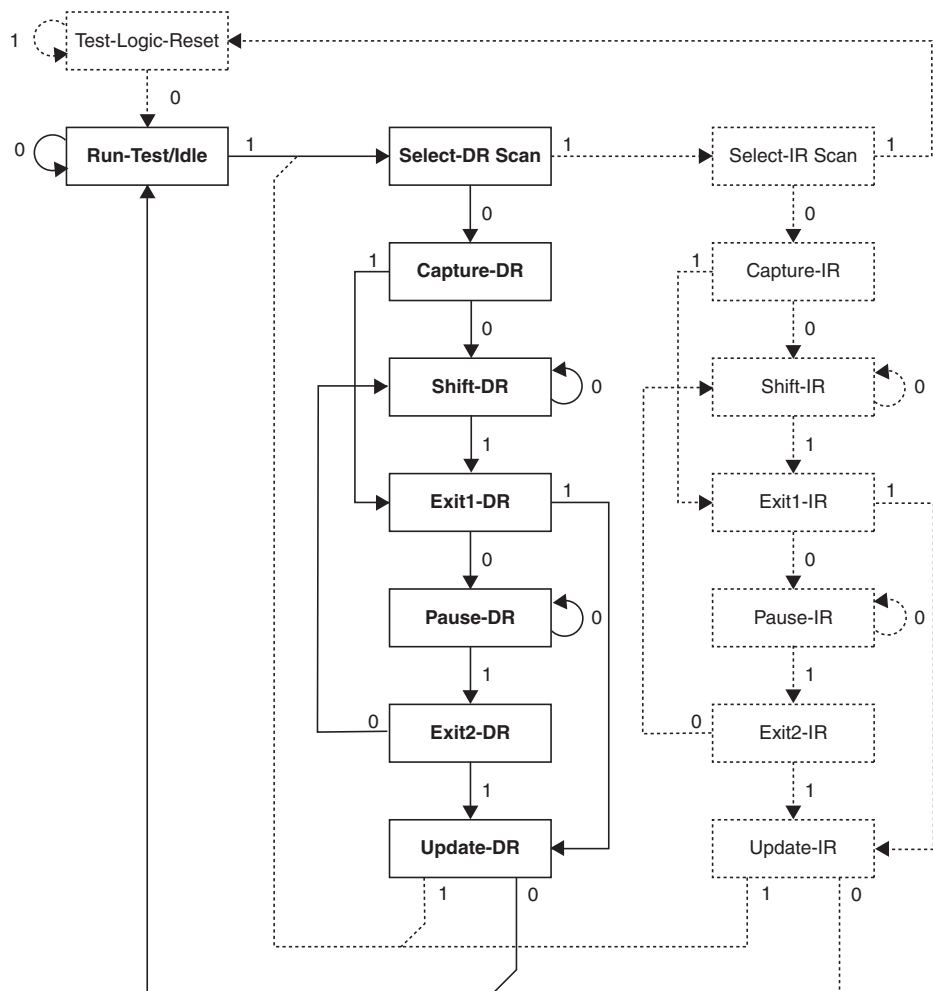 1
Test-Logic-Reset
0
0
Run-Test/Idle
1
Select-DR Scan
1
Select-IR Scan
1
0
0
1
Capture-DR
1
Capture-IR
0
0
Shift-DR
0
Shift-IR
0
1
1
Exit1-DR
1
Exit1-IR
1
0
0
Pause-DR
0
Pause-IR
0
1
1
0
Exit2-DR
0
Exit2-IR
1
1
Update-DR
Update-IR
1
0
1
0